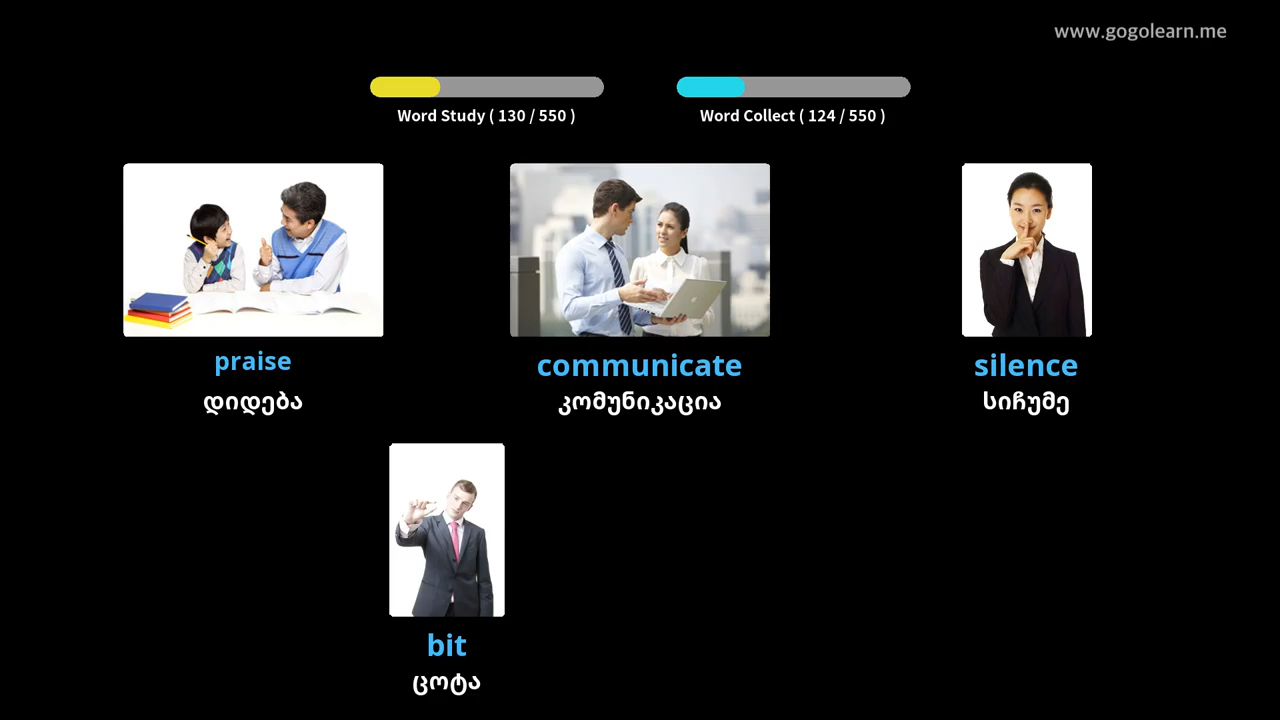 www.gogolearn.me
Word Study ( 130 / 550 )
Word Collect ( 124 / 550 )
praise
communicate
silence
დიდება
კომუნიკაცია
სიჩუმე
bit
ცოტა